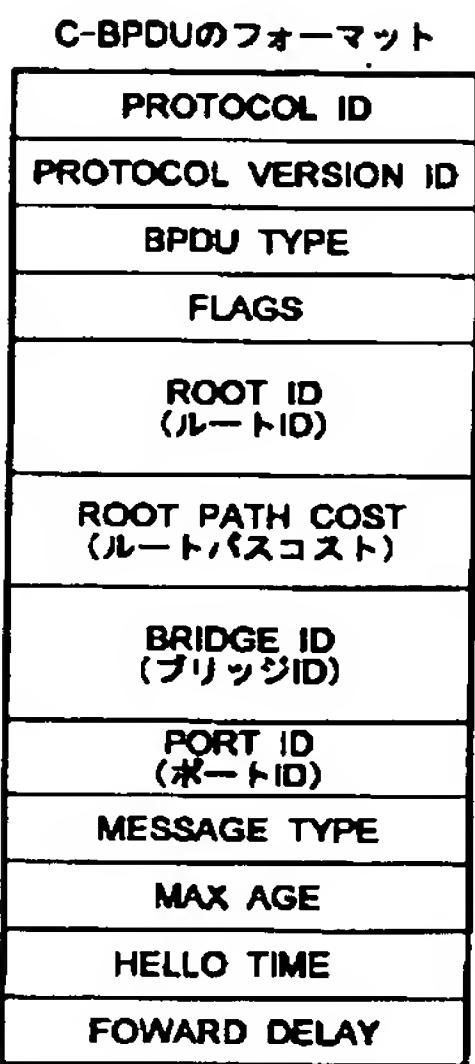 C-BPDUのフォーマット
PROTOCOL ID
PROTOCOL VERSION ID
BPDU TYPE
FLAGS
ROOT ID
(ルートID)
ROOT PATH COST
(ルートパスコスト)
BRIDGE ID
(ブリッジID)
PORT ID
(ポートID)
MESSAGE TYPE
MAX AGE
HELLO TIME
FOWARD DELAY